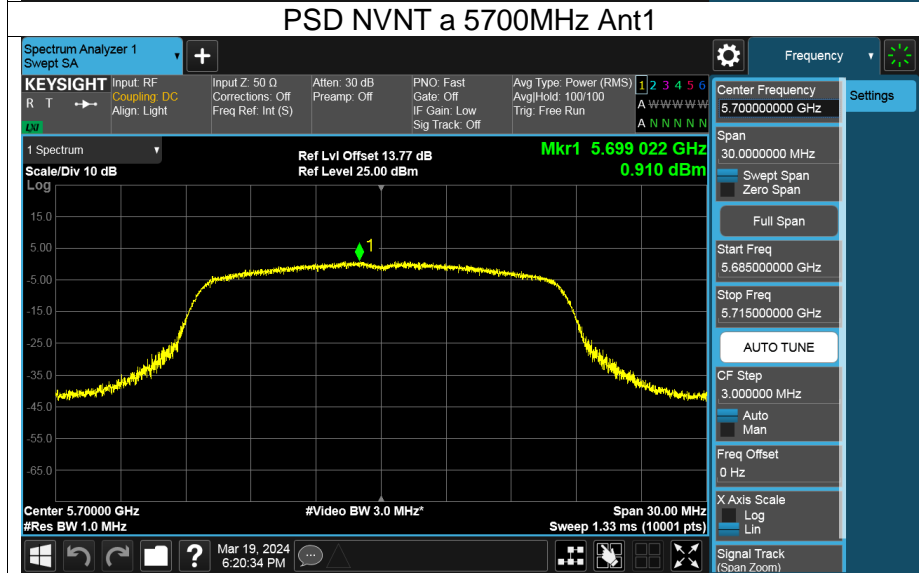 PSD NVNT a 5700MHz Ant1
Spectrum Analyzer 1
Swept SA
+
Frequency
KEYSIGHT
R T
LXI
Input: RF
Coupling: DC
Align: Light
Input Z: 50 Ω
Corrections: Off
Freq Ref: Int (S)
Atten: 30 dB
Preamp: Off
PNO: Fast
Gate: Off
IF Gain: Low
Sig Track: Off
Avg Type: Power (RMS)
Avg|Hold: 100/100
Trig: Free Run
1 2 3 4 5 6
A W W W W W
A N N N N N
1 Spectrum
Scale/Div 10 dB
Ref Lvl Offset 13.77 dB
Ref Level 25.00 dBm
Mkr1 5.699 022 GHz
0.910 dBm
Log
15.0
5.00
-5.00
-15.0
-25.0
-35.0
-45.0
-55.0
-65.0
1
Center 5.70000 GHz
#Res BW 1.0 MHz
#Video BW 3.0 MHz*
Span 30.00 MHz
Sweep 1.33 ms (10001 pts)
?
Mar 19, 2024
6:20:34 PM
Center Frequency
5.700000000 GHz
Settings
Span
30.0000000 MHz
Swept Span
Zero Span
Full Span
Start Freq
5.685000000 GHz
Stop Freq
5.715000000 GHz
AUTO TUNE
CF Step
3.000000 MHz
Auto
Man
Freq Offset
0 Hz
X Axis Scale
Log
Lin
Signal Track
(Span Zoom)